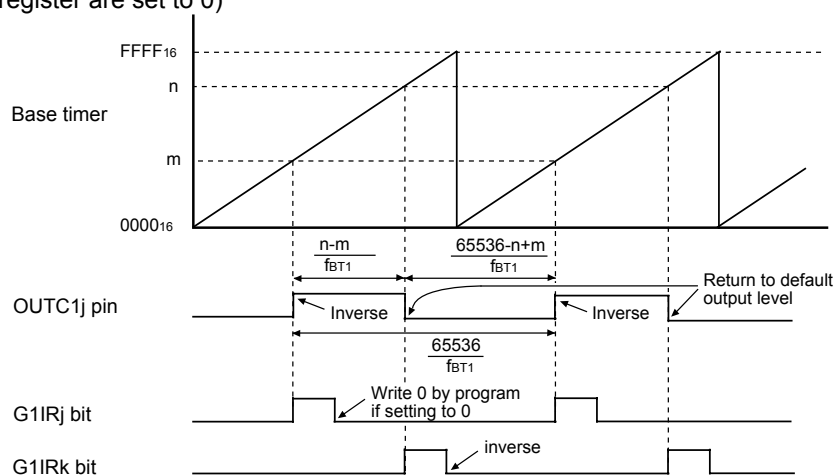 register are set to 0)
FFFF16
n
Base timer
m
000016
n-m
fBT1
65536-n+m
fBT1
Return to default
output level
OUTC1j pin
Inverse
Inverse
65536
fBT1
Write 0 by program
if setting to 0
G1IRj bit
inverse
G1IRk bit